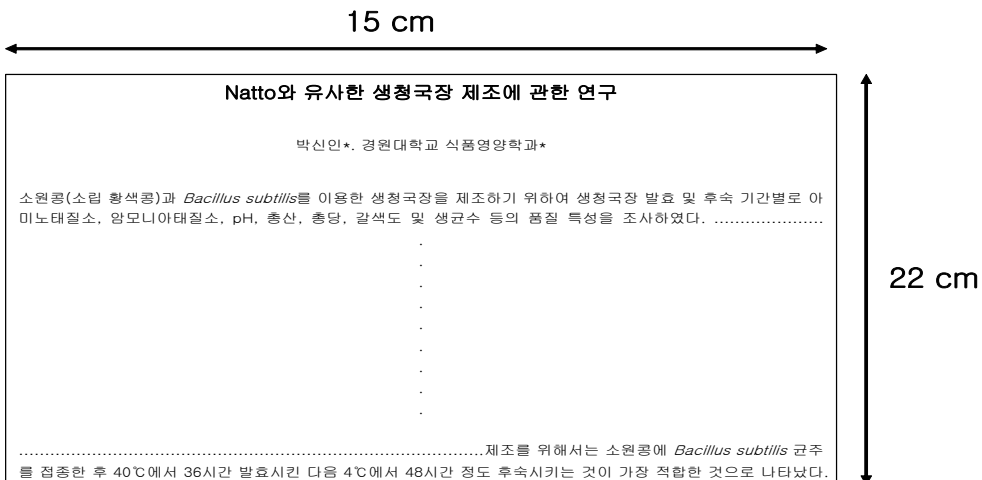 15 cm
Natto와 유사한 생청국장 제조에 관한 연구
박신인*. 경원대학교 식품영양학과*
소원콩(소립 황색콩)과 Bacillus subtilis를 이용한 생청국장을 제조하기 위하여 생청국장 발효 및 후숙 기간별로 아
미노태질소, 암모니아태질소, pH, 총산, 총당, 갈색도 및 생균수 등의 품질 특성을 조사하였다. .....................
.
.
.
.
.
.
.
.
.
22 cm
..........................................................................................제조를 위해서는 소원콩에 Bacillus subtilis 균주
를 접종한 후 40℃에서 36시간 발효시킨 다음 4℃에서 48시간 정도 후숙시키는 것이 가장 적합한 것으로 나타났다.